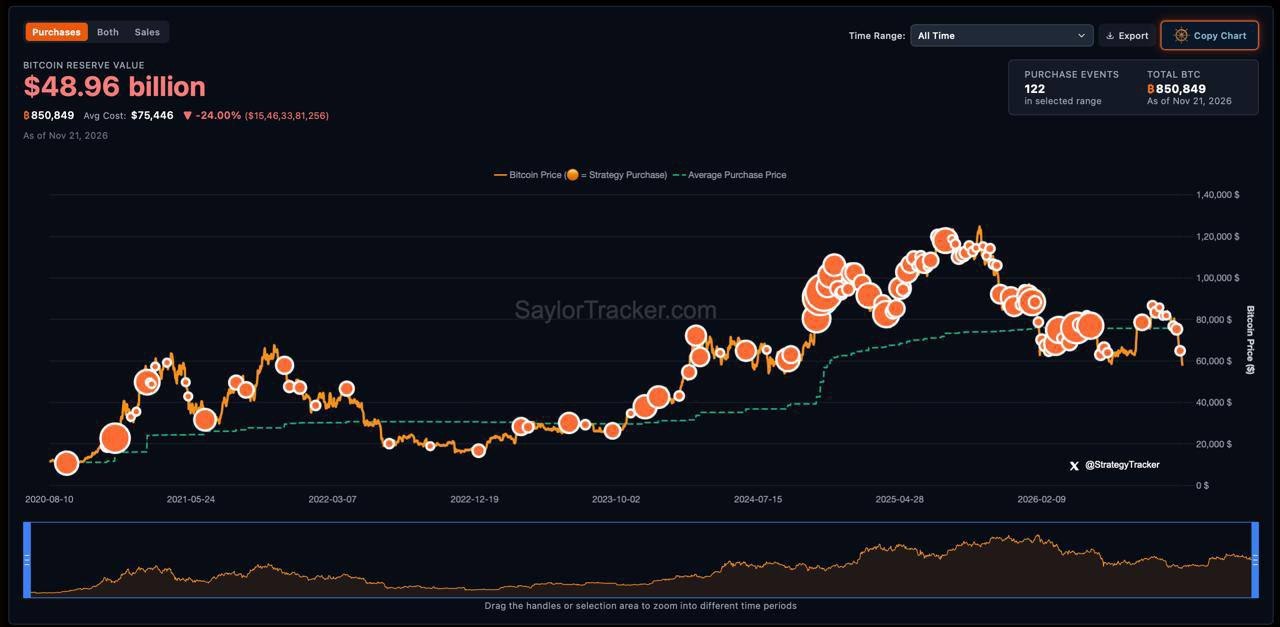 Purchases Both Sales
Time Range: All Time Export Copy Chart
BITCOIN RESERVE VALUE
$48.96 billion
₿850,849 Avg Cost: $75,446 ▼ -24.00% ($15,46,33,81,256)
As of Nov 21, 2026
PURCHASE EVENTS
122
in selected range
TOTAL BTC
₿850,849
As of Nov 21, 2026
Bitcoin Price (🟠 = Strategy Purchase) Average Purchase Price
1,40,000 $
1,20,000 $
1,00,000 $
80,000 $
60,000 $
40,000 $
20,000 $
0 $
Bitcoin Price ($)
SaylorTracker.com
X @StrategyTracker
2020-08-10 2021-05-24 2022-03-07 2022-12-19 2023-10-02 2024-07-15 2025-04-28 2026-02-09
Drag the handles or selection area to zoom into different time periods